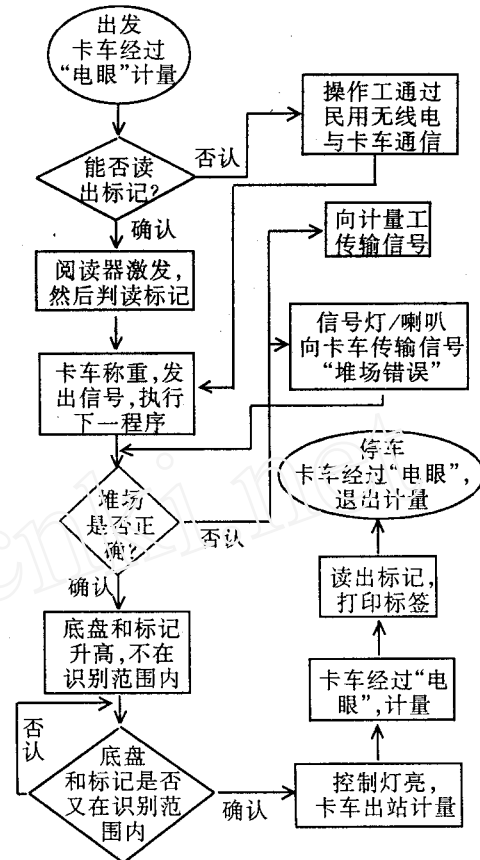 出发
卡车经过
“电眼”计量
能否读
出标记?
否认
操作工通过
民用无线电
与卡车通信
确认
向计量工
传输信号
阅读器激发，
然后判读标记
信号灯/喇叭
向卡车传输信号
“堆场错误”
卡车称重，发
出信号，执行
下一程序
停车
卡车经过“电眼”，
退出计量
堆场
是否正
确?
否认
确认
读出标记，
打印标签
底盘和标记
升高，不在
识别范围内
卡车经过“电
眼”，计量
否认
底盘
和标记是否
又在识别范
围内
确认
控制灯亮，
卡车出站计量
cnki.net